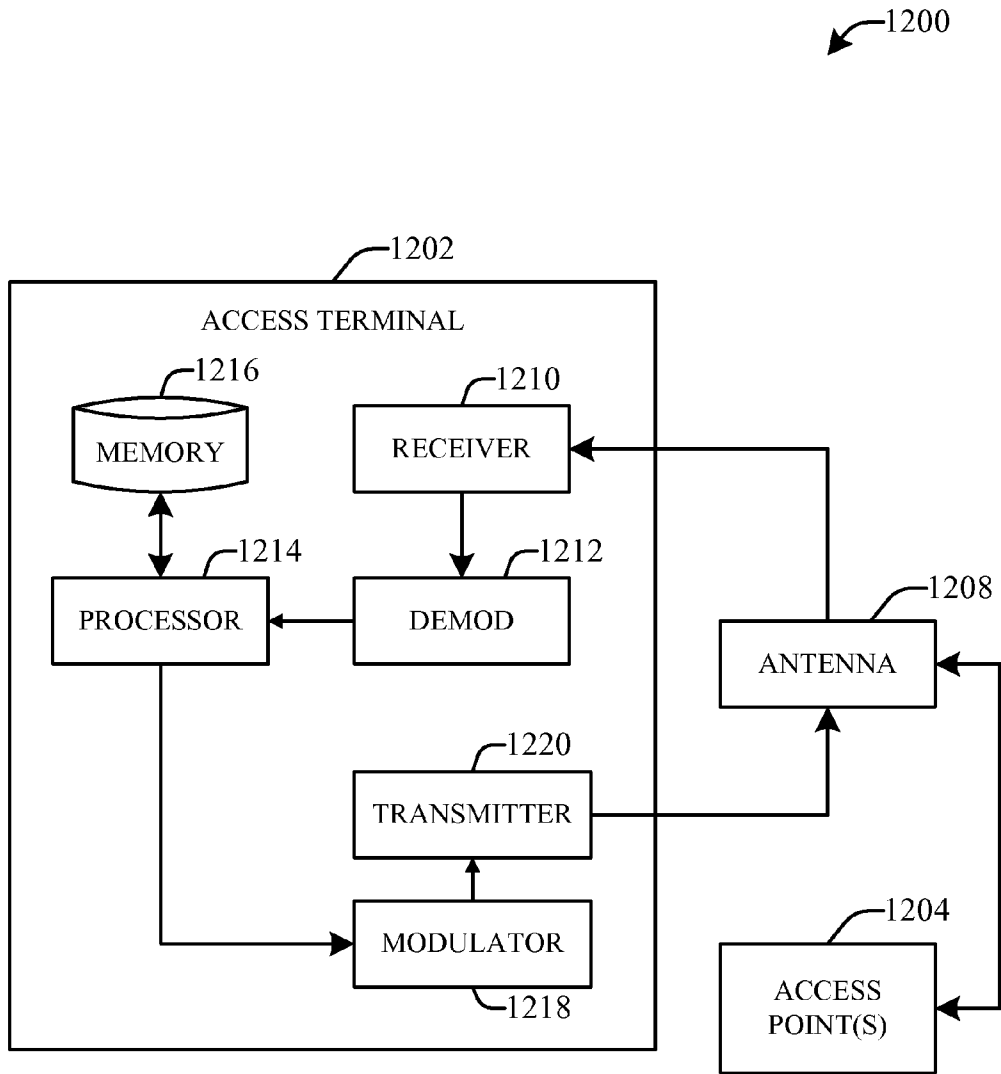 1200
1202
ACCESS TERMINAL
1216
1210
MEMORY
RECEIVER
1214
1212
PROCESSOR
DEMOD
1208
ANTENNA
1220
TRANSMITTER
1204
MODULATOR
1218
ACCESS
POINT(S)